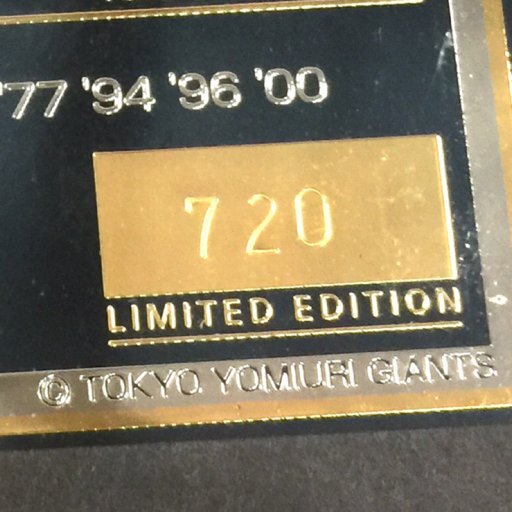 '77 '94 '96 '00
720
LIMITED EDITION
© TOKYO YOMIURI GIANTS